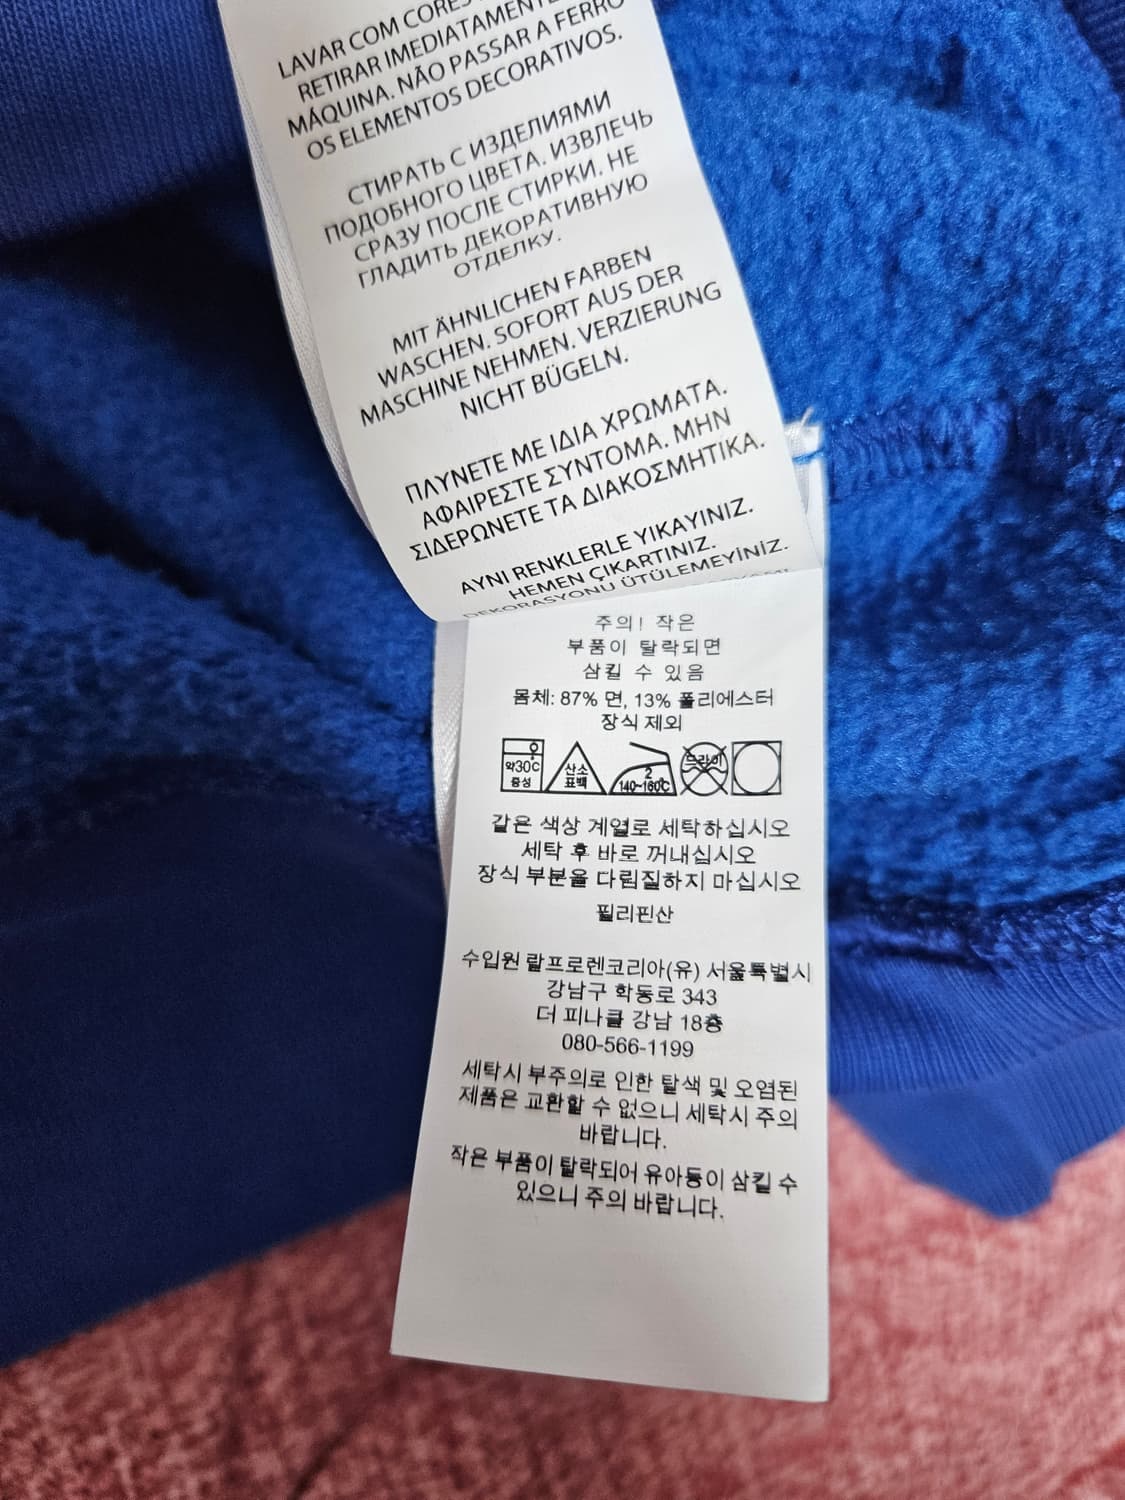 LAVAR COM CORES
RETIRAR IMEDIATAMENTE
MÁQUINA. NÃO PASSAR A FERRO
OS ELEMENTOS DECORATIVOS.
СТИРАТЬ С ИЗДЕЛИЯМИ
ПОДОБНОГО ЦВЕТА. ИЗВЛЕЧЬ
СРАЗУ ПОСЛЕ СТИРКИ. НЕ
ГЛАДИТЬ ДЕКОРАТИВНУЮ
ОТДЕЛКУ.
MIT ÄHNLICHEN FARBEN
WASCHEN. SOFORT AUS DER
MASCHINE NEHMEN. VERZIERUNG
NICHT BÜGELN.
ΠΛΥΝΕΤΕ ΜΕ ΙΔΙΑ ΧΡΩΜΑΤΑ.
ΑΦΑΙΡΕΣΤΕ ΣΥΝΤΟΜΑ. ΜΗΝ
ΣΙΔΕΡΩΝΕΤΕ ΤΑ ΔΙΑΚΟΣΜΗΤΙΚΑ.
AYNI RENKLERLE YIKAYINIZ.
HEMEN ÇIKARTINIZ.
DEKORASYONU ÜTÜLEMEYİNİZ.
주의! 작은
부품이 탈락되면
삼킬 수 있음
몸체: 87% 면, 13% 폴리에스터
장식 제외
약30℃
중성
산소
표백
2
140~160℃
드라이
같은 색상 계열로 세탁하십시오
세탁 후 바로 꺼내십시오
장식 부분을 다림질하지 마십시오
필리핀산
수입원 랄프로렌코리아(유) 서울특별시
강남구 학동로 343
더 피나클 강남 18층
080-566-1199
세탁시 부주의로 인한 탈색 및 오염된
제품은 교환할 수 없으니 세탁시 주의
바랍니다.
작은 부품이 탈락되어 유아등이 삼킬 수
있으니 주의 바랍니다.